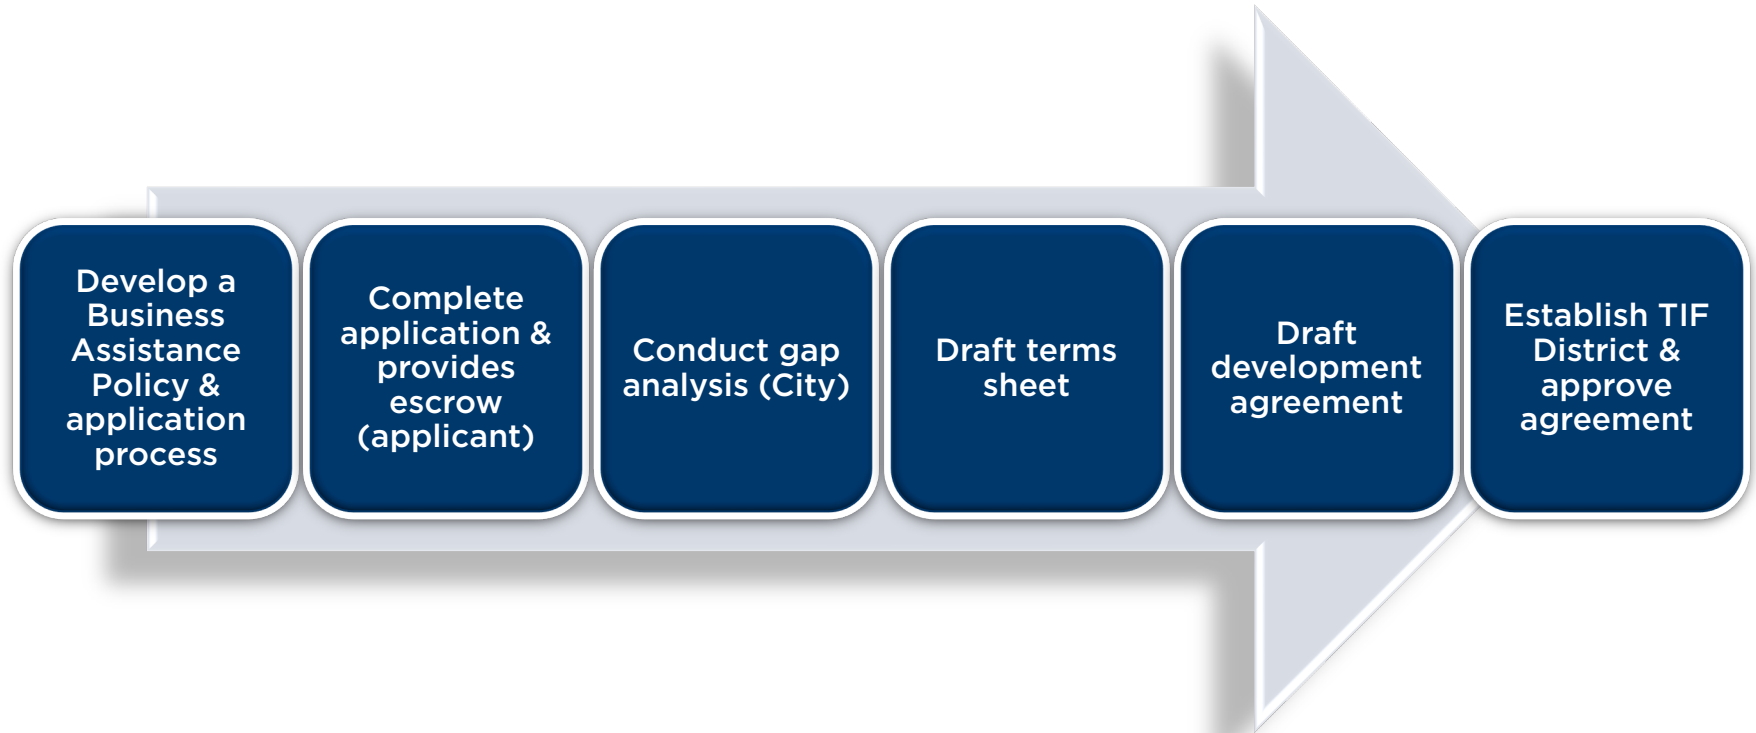 Develop a
Business
Assistance
Policy &
application
process
Complete
application &
provides
escrow
(applicant)
Conduct gap
analysis (City)
Draft terms
sheet
Draft
development
agreement
Establish TIF
District &
approve
agreement